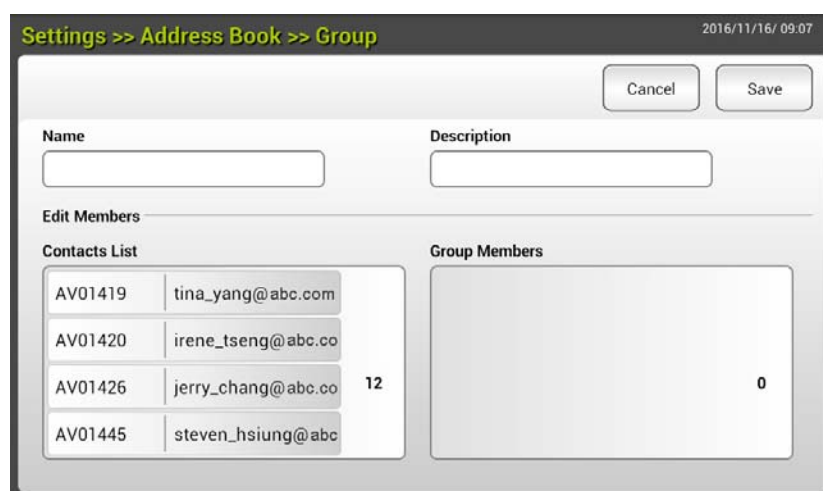 Settings >> Address Book >> Group
2016/11/16/ 09:07
Cancel
Save
Name
Description
Edit Members
Contacts List
Group Members
AV01419 tina_yang@abc.com
AV01420 irene_tseng@abc.co
AV01426 jerry_chang@abc.co
12
0
AV01445 steven_hsiung@abc